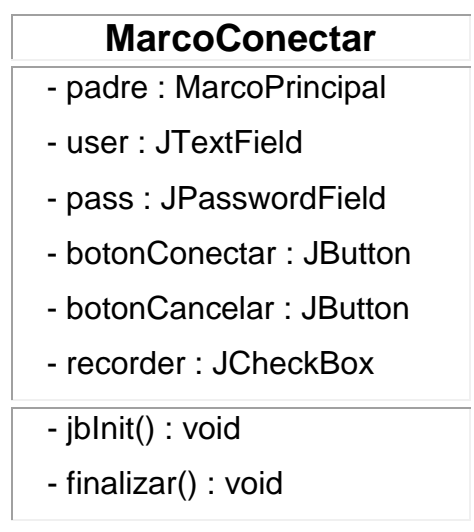 MarcoConectar
- padre : MarcoPrincipal
- user : JTextField
- pass : JPasswordField
- botonConectar : JButton
- botonCancelar : JButton
- recorder : JCheckBox
- jbInit() : void
- finalizar() : void